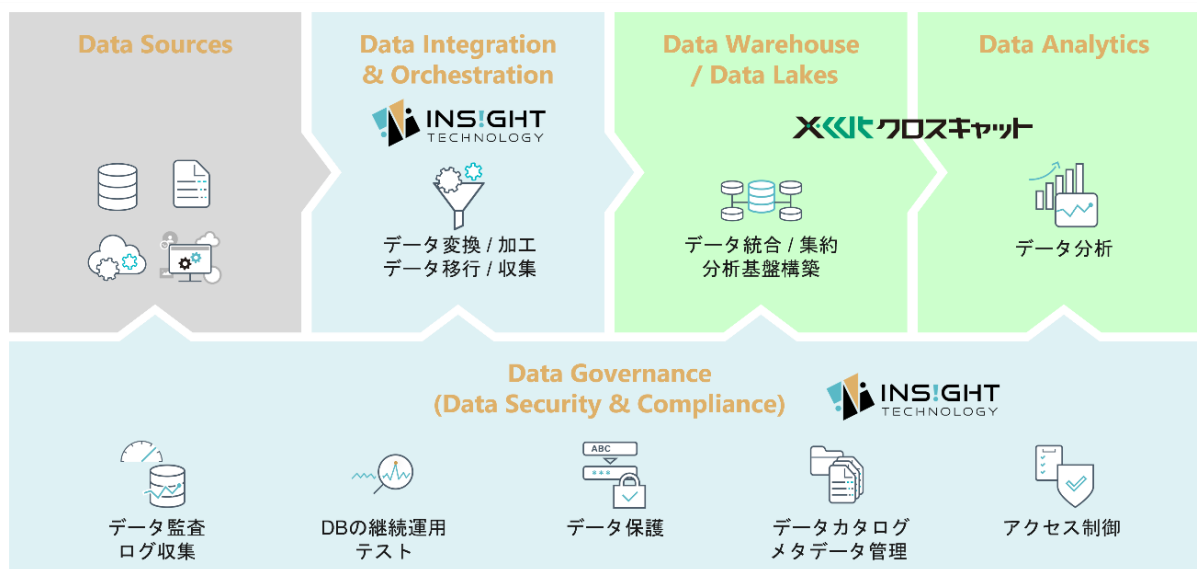 Data Sources
Data Integration
& Orchestration
INS!GHT
TECHNOLOGY
データ変換 / 加工
データ移行 / 収集
Data Warehouse
/ Data Lakes
Data Analytics
クロスキャット
データ統合 / 集約
分析基盤構築
データ分析
Data Governance
(Data Security & Compliance)
INS!GHT
TECHNOLOGY
データ監査
ログ収集
DBの継続運用
テスト
ABC
***
データ保護
データカタログ
メタデータ管理
アクセス制御